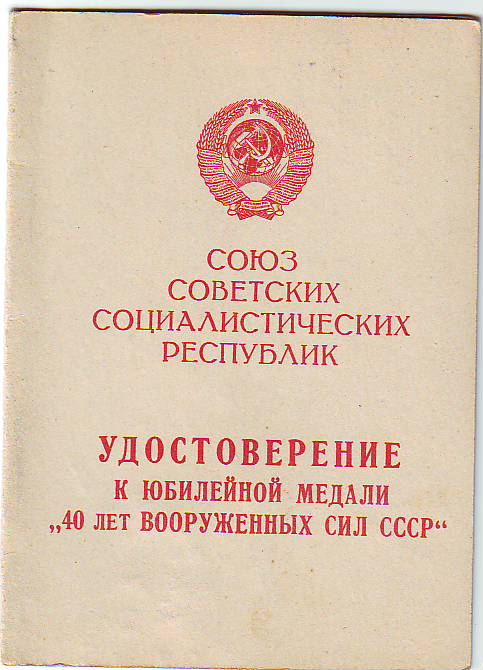 СОЮЗ
СОВЕТСКИХ
СОЦИАЛИСТИЧЕСКИХ
РЕСПУБЛИК
УДОСТОВЕРЕНИЕ
К ЮБИЛЕЙНОЙ МЕДАЛИ
„40 ЛЕТ ВООРУЖЕННЫХ СИЛ СССР“